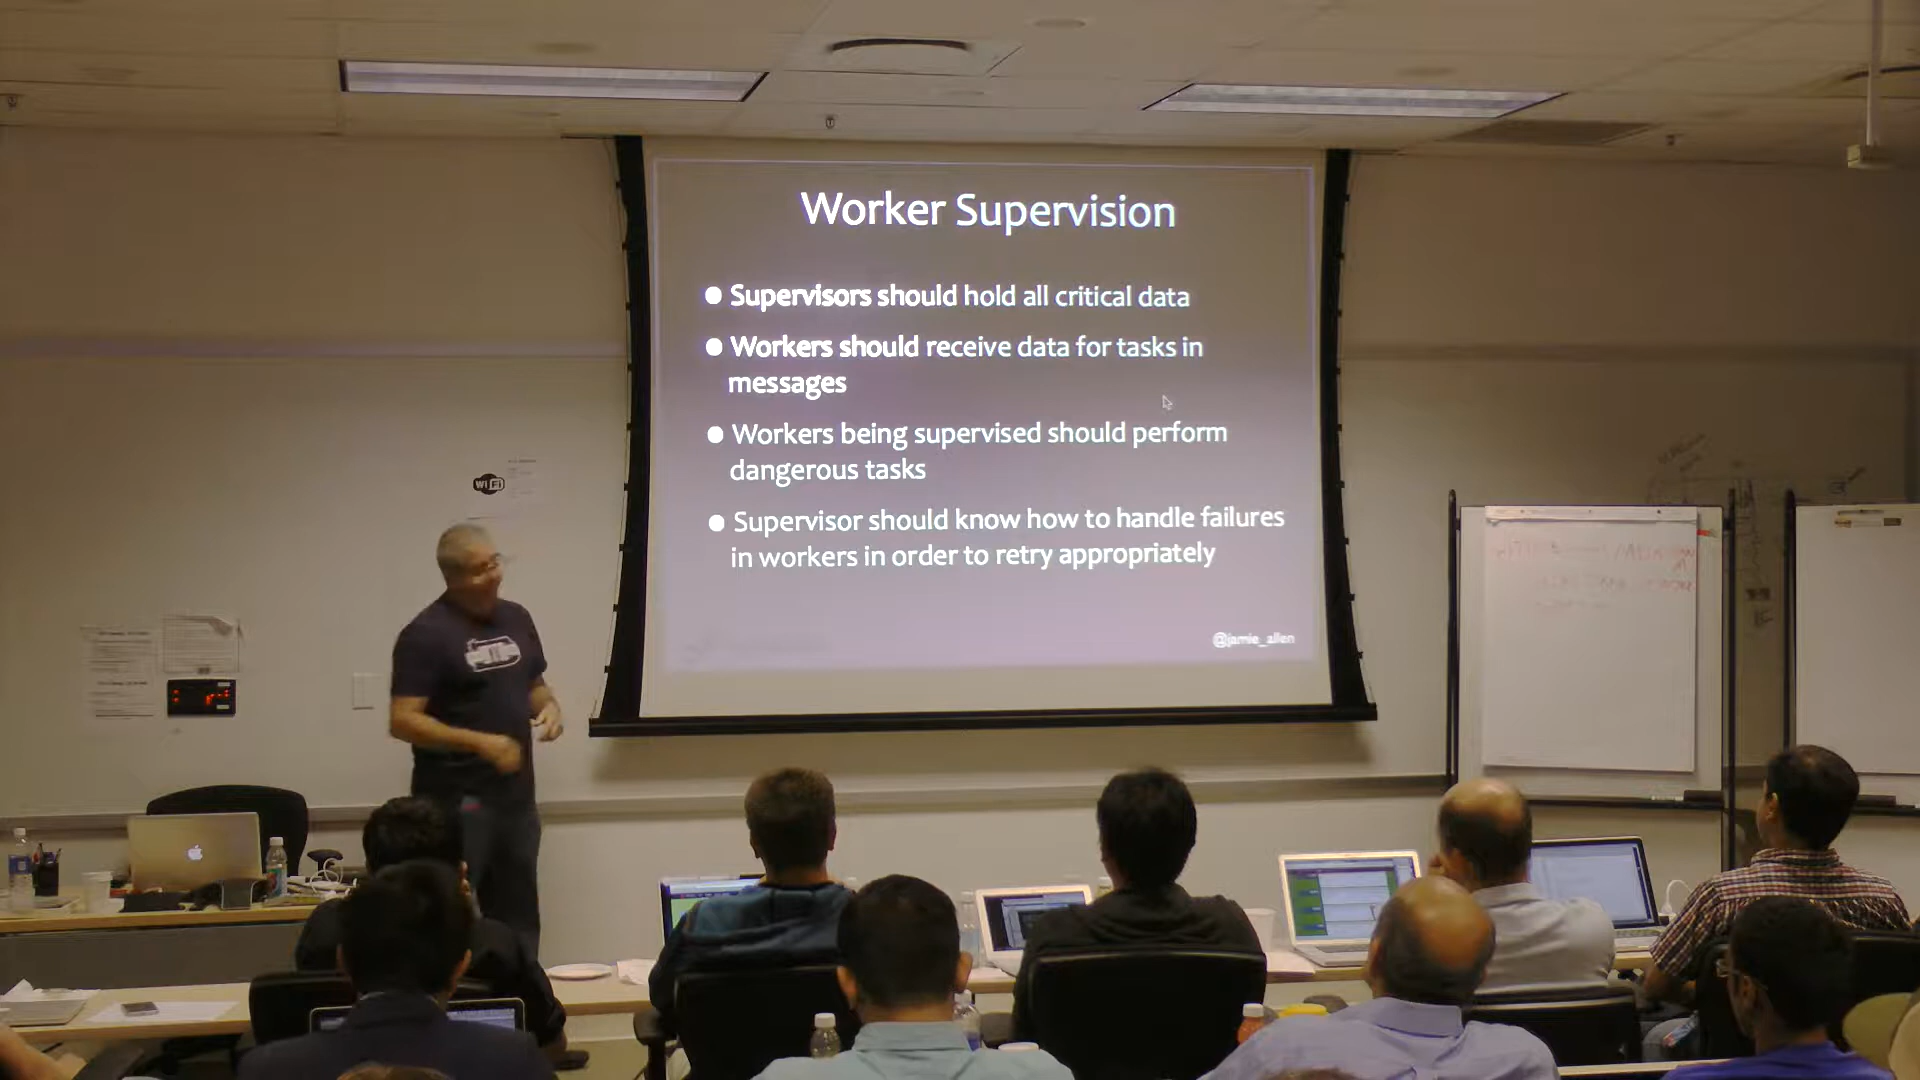 Worker Supervision
● Supervisors should hold all critical data
● Workers should receive data for tasks in
messages
● Workers being supervised should perform
dangerous tasks
● Supervisor should know how to handle failures
in workers in order to retry appropriately
@jamie_allen
Wi Fi